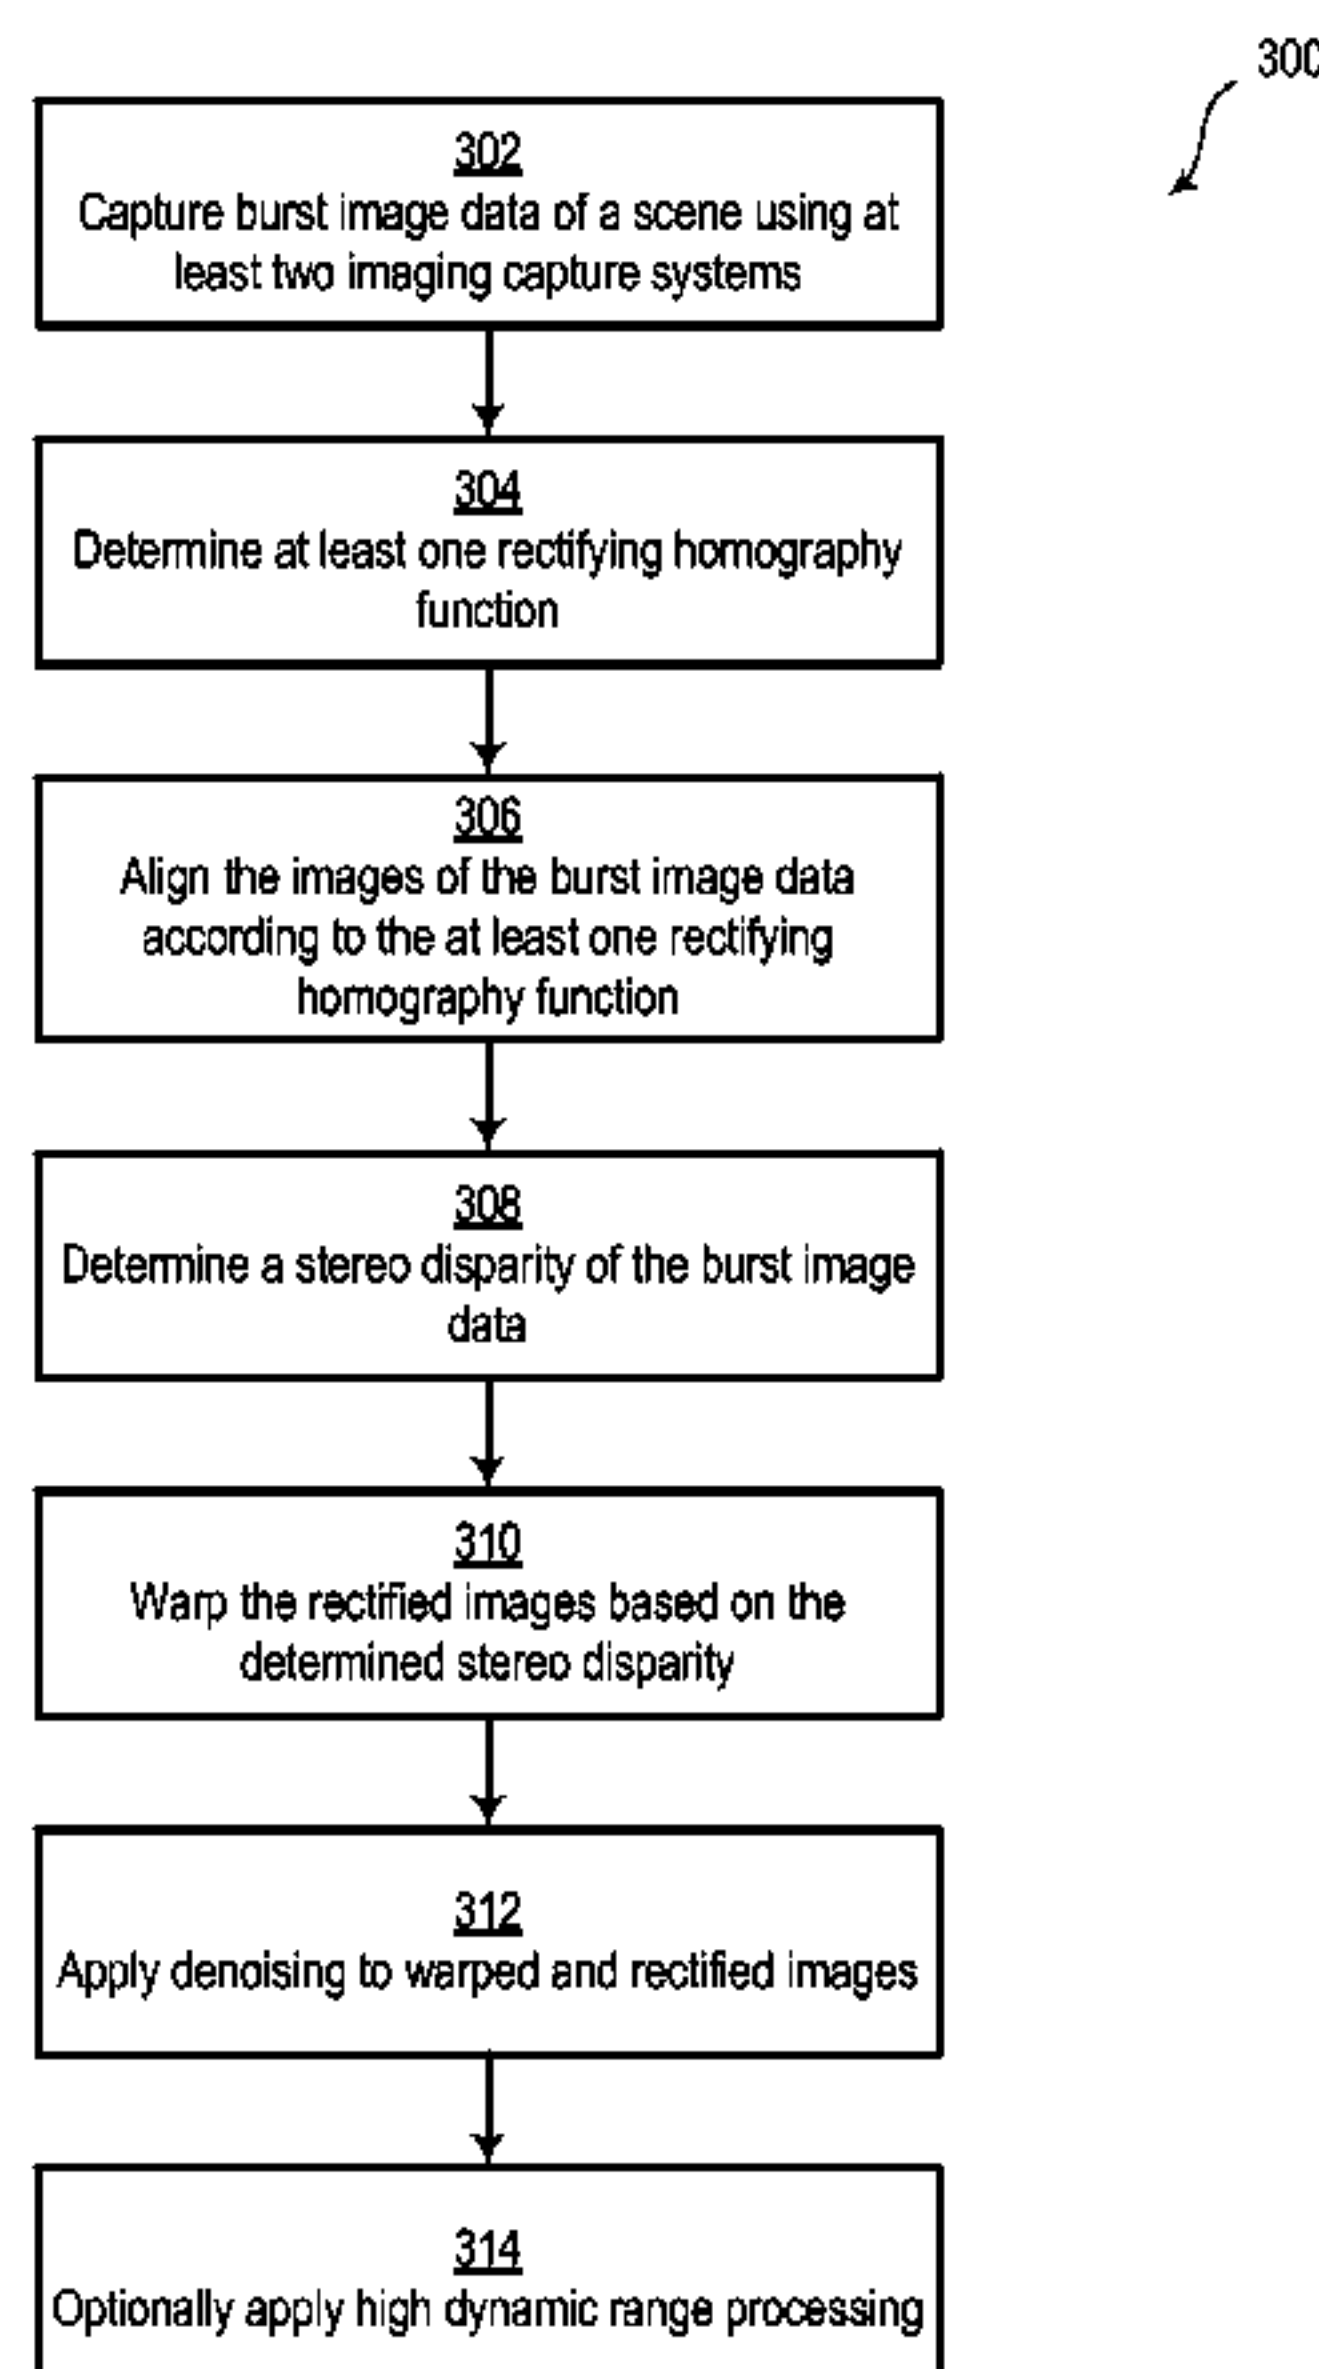 300
302
Capture burst image data of a scene using at
least two imaging capture systems
304
Determine at least one rectifying homography
function
306
Align the images of the burst image data
according to the at least one rectifying
homography function
308
Determine a stereo disparity of the burst image
data
310
Warp the rectified images based on the
determined stereo disparity
312
Apply denoising to warped and rectified images
314
Optionally apply high dynamic range processing